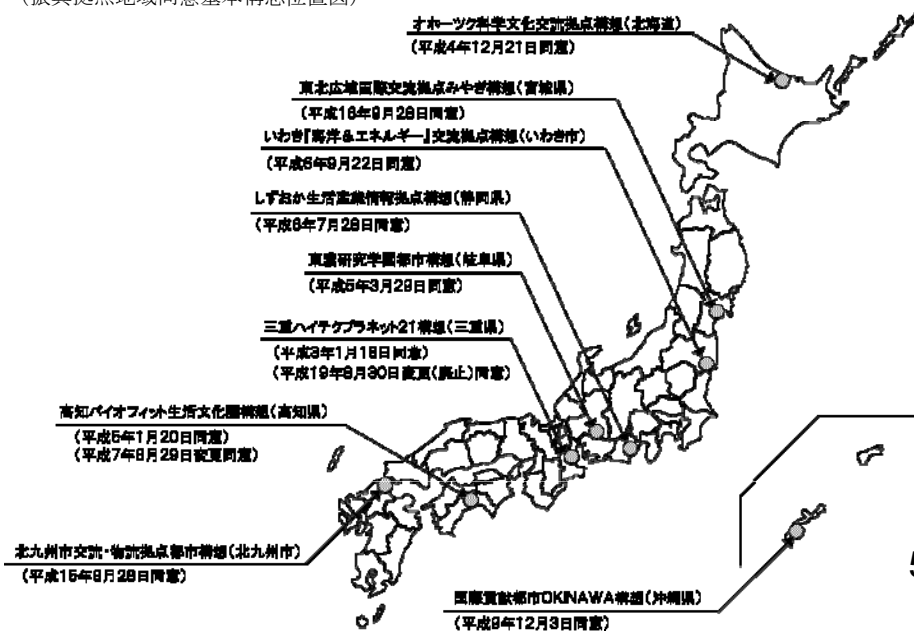 (振興拠点地域同意基本構想位置図)
オホーツク科学文化交流拠点構想(北海道)
(平成4年12月21日同意)
東北広域国際交流拠点みやぎ構想(宮城県)
(平成16年9月28日同意)
いわき『海洋&エネルギー』交流拠点構想(いわき市)
(平成6年9月22日同意)
しずおか生活産業情報拠点構想(静岡県)
(平成6年7月28日同意)
東濃研究学園都市構想(岐阜県)
(平成5年3月29日同意)
三重ハイテクプラネット21構想(三重県)
(平成3年1月18日同意)
(平成19年8月30日変更(廃止)同意)
高知バイオフィット生活文化圏構想(高知県)
(平成5年1月20日同意)
(平成7年8月29日変更同意)
北九州市交流・物流拠点都市構想(北九州市)
(平成15年9月28日同意)
国際貢献都市OKINAWA構想(沖縄県)
(平成9年12月3日同意)